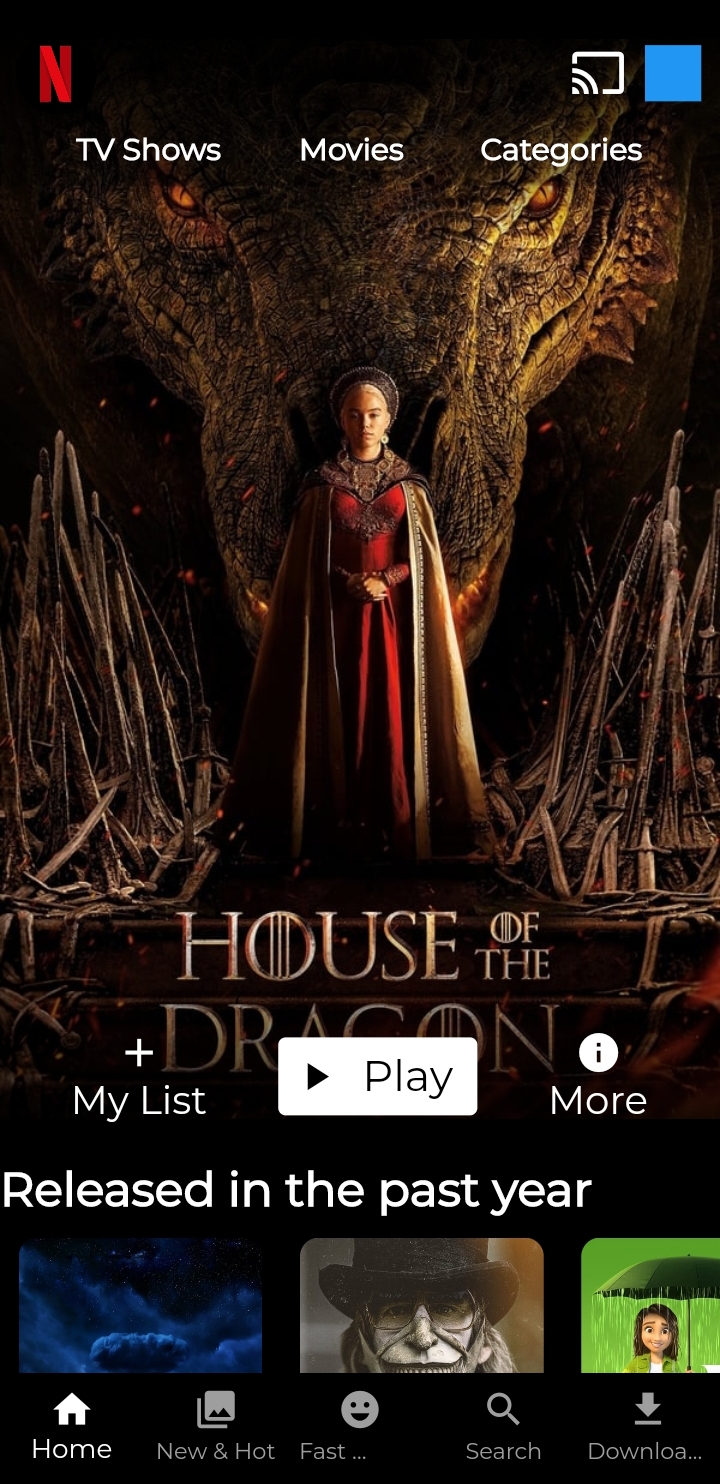 N
TV Shows Movies Categories
HOUSE OF THE
DRAGON
My List Play More
Released in the past year
Home New & Hot Fast ... Search Downloa...